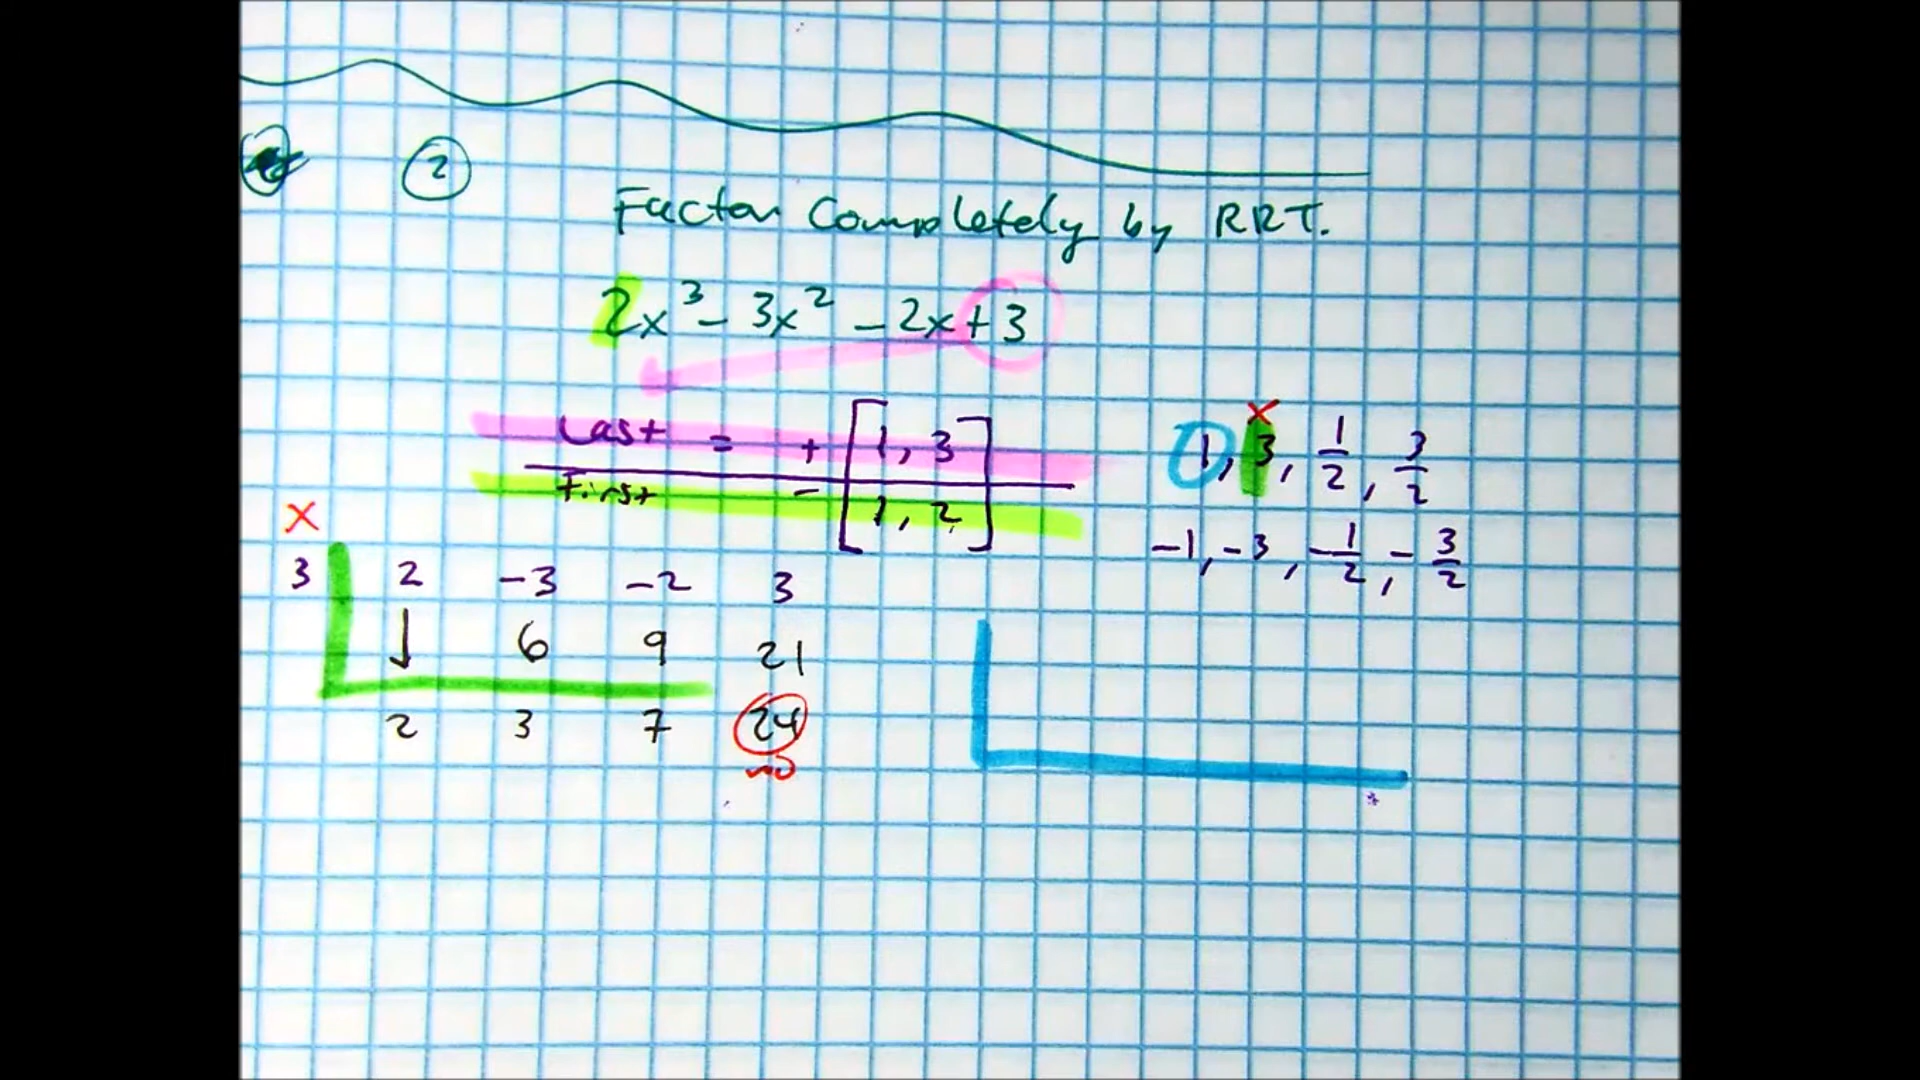 2
Factor Completely by RRT.
2x³ - 3x² - 2x + 3
Last = + [1, 3]
First - [1, 2]
x
1, 3, 1/2, 3/2
-1, -3, -1/2, -3/2
x
3 2 -3 -2 3
↓ 6 9 21
2 3 7 24
no